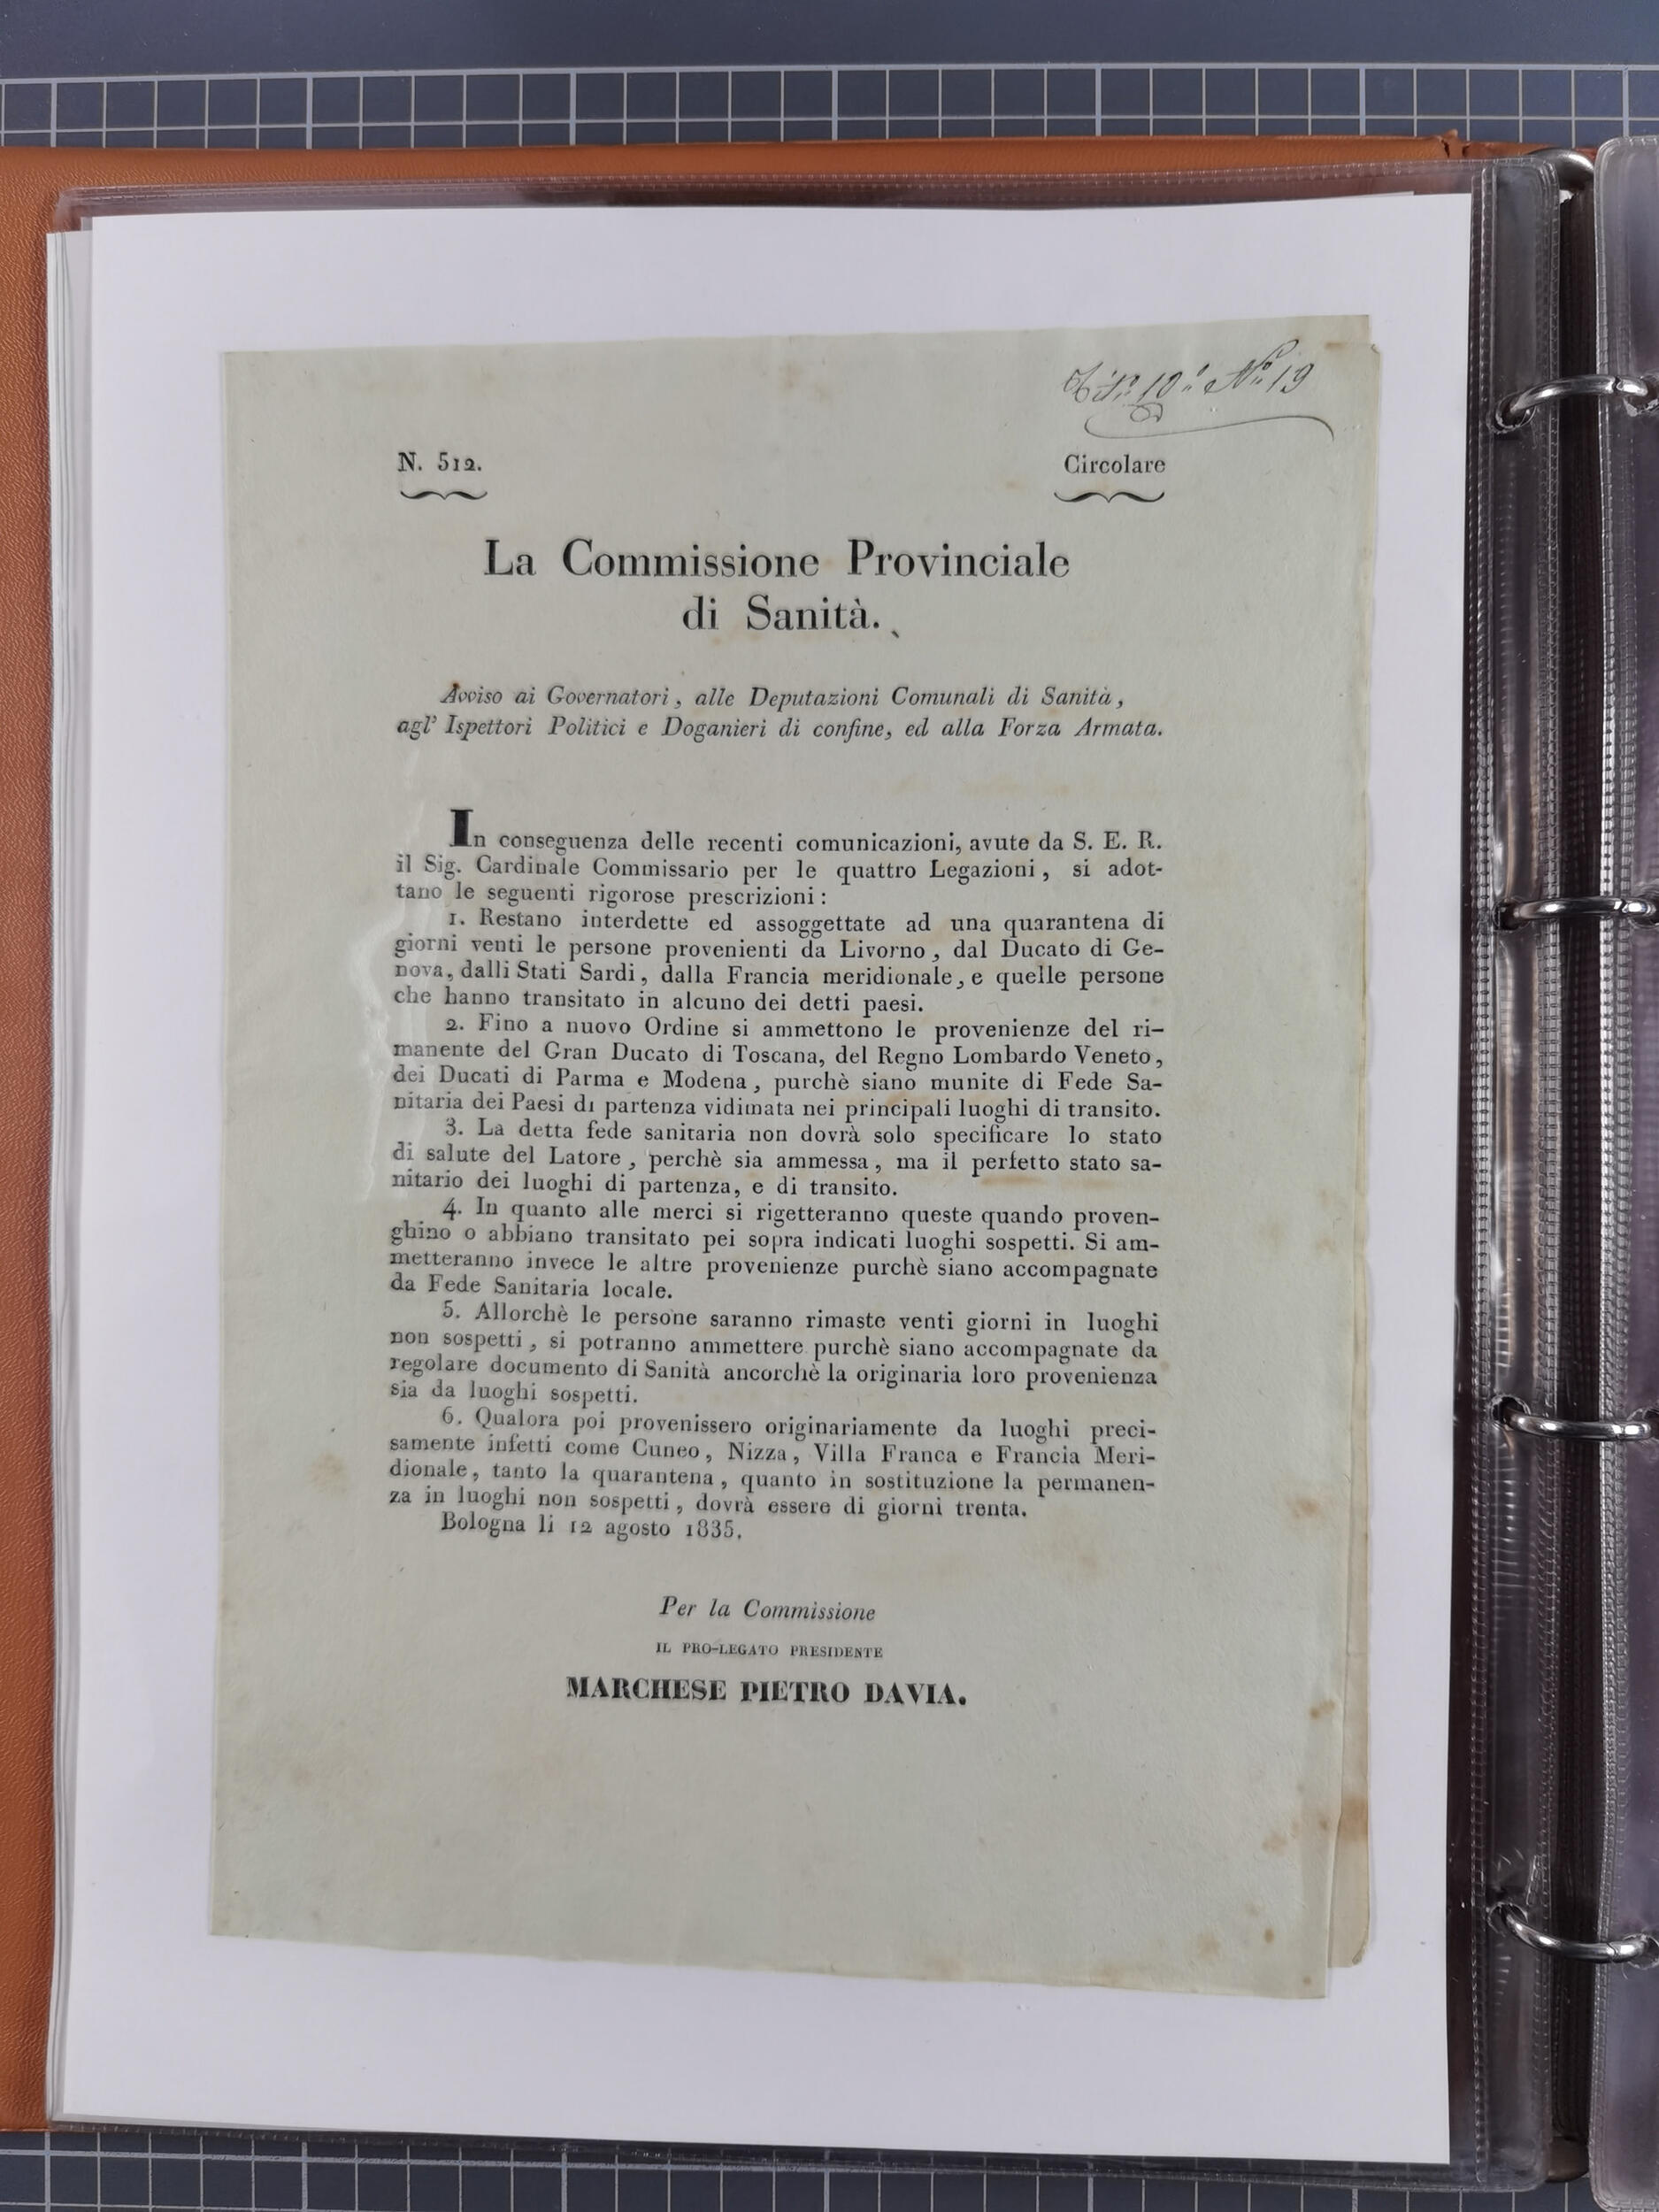 Tit.° 10.° N.° 19
N. 512.
Circolare
La Commissione Provinciale
di Sanità.
Avviso ai Governatori, alle Deputazioni Comunali di Sanità,
agl' Ispettori Politici e Doganieri di confine, ed alla Forza Armata.
In conseguenza delle recenti comunicazioni, avute da S. E. R.
il Sig. Cardinale Commissario per le quattro Legazioni, si adot-
tano le seguenti rigorose prescrizioni:
1. Restano interdette ed assoggettate ad una quarantena di
giorni venti le persone provenienti da Livorno, dal Ducato di Ge-
nova, dalli Stati Sardi, dalla Francia meridionale, e quelle persone
che hanno transitato in alcuno dei detti paesi.
2. Fino a nuovo Ordine si ammettono le provenienze del ri-
manente del Gran Ducato di Toscana, del Regno Lombardo Veneto,
dei Ducati di Parma e Modena, purchè siano munite di Fede Sa-
nitaria dei Paesi di partenza vidimata nei principali luoghi di transito.
3. La detta fede sanitaria non dovrà solo specificare lo stato
di salute del Latore, perchè sia ammessa, ma il perfetto stato sa-
nitario dei luoghi di partenza, e di transito.
4. In quanto alle merci si rigetteranno queste quando proven-
ghino o abbiano transitato pei sopra indicati luoghi sospetti. Si am-
metteranno invece le altre provenienze purchè siano accompagnate
da Fede Sanitaria locale.
5. Allorchè le persone saranno rimaste venti giorni in luoghi
non sospetti, si potranno ammettere purchè siano accompagnate da
regolare documento di Sanità ancorchè la originaria loro provenienza
sia da luoghi sospetti.
6. Qualora poi provenissero originariamente da luoghi preci-
samente infetti come Cuneo, Nizza, Villa Franca e Francia Meri-
dionale, tanto la quarantena, quanto in sostituzione la permanen-
za in luoghi non sospetti, dovrà essere di giorni trenta.
Bologna li 12 agosto 1835.
Per la Commissione
IL PRO-LEGATO PRESIDENTE
MARCHESE PIETRO DAVIA.